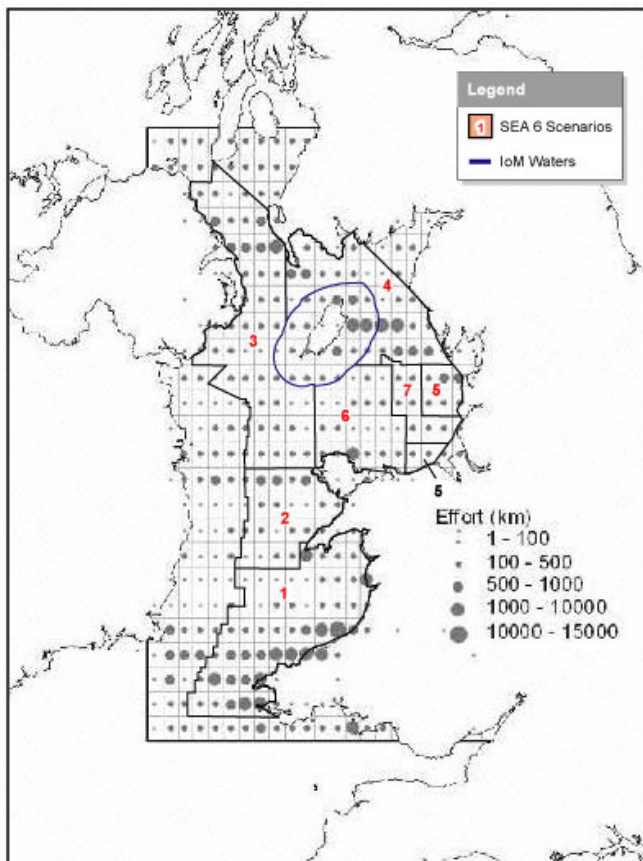 Legend
1 SEA 6 Scenarios
IoM Waters
4
3
7 5
6
5
2
Effort (km)
1 - 100
100 - 500
1
500 - 1000
1000 - 10000
10000 - 15000